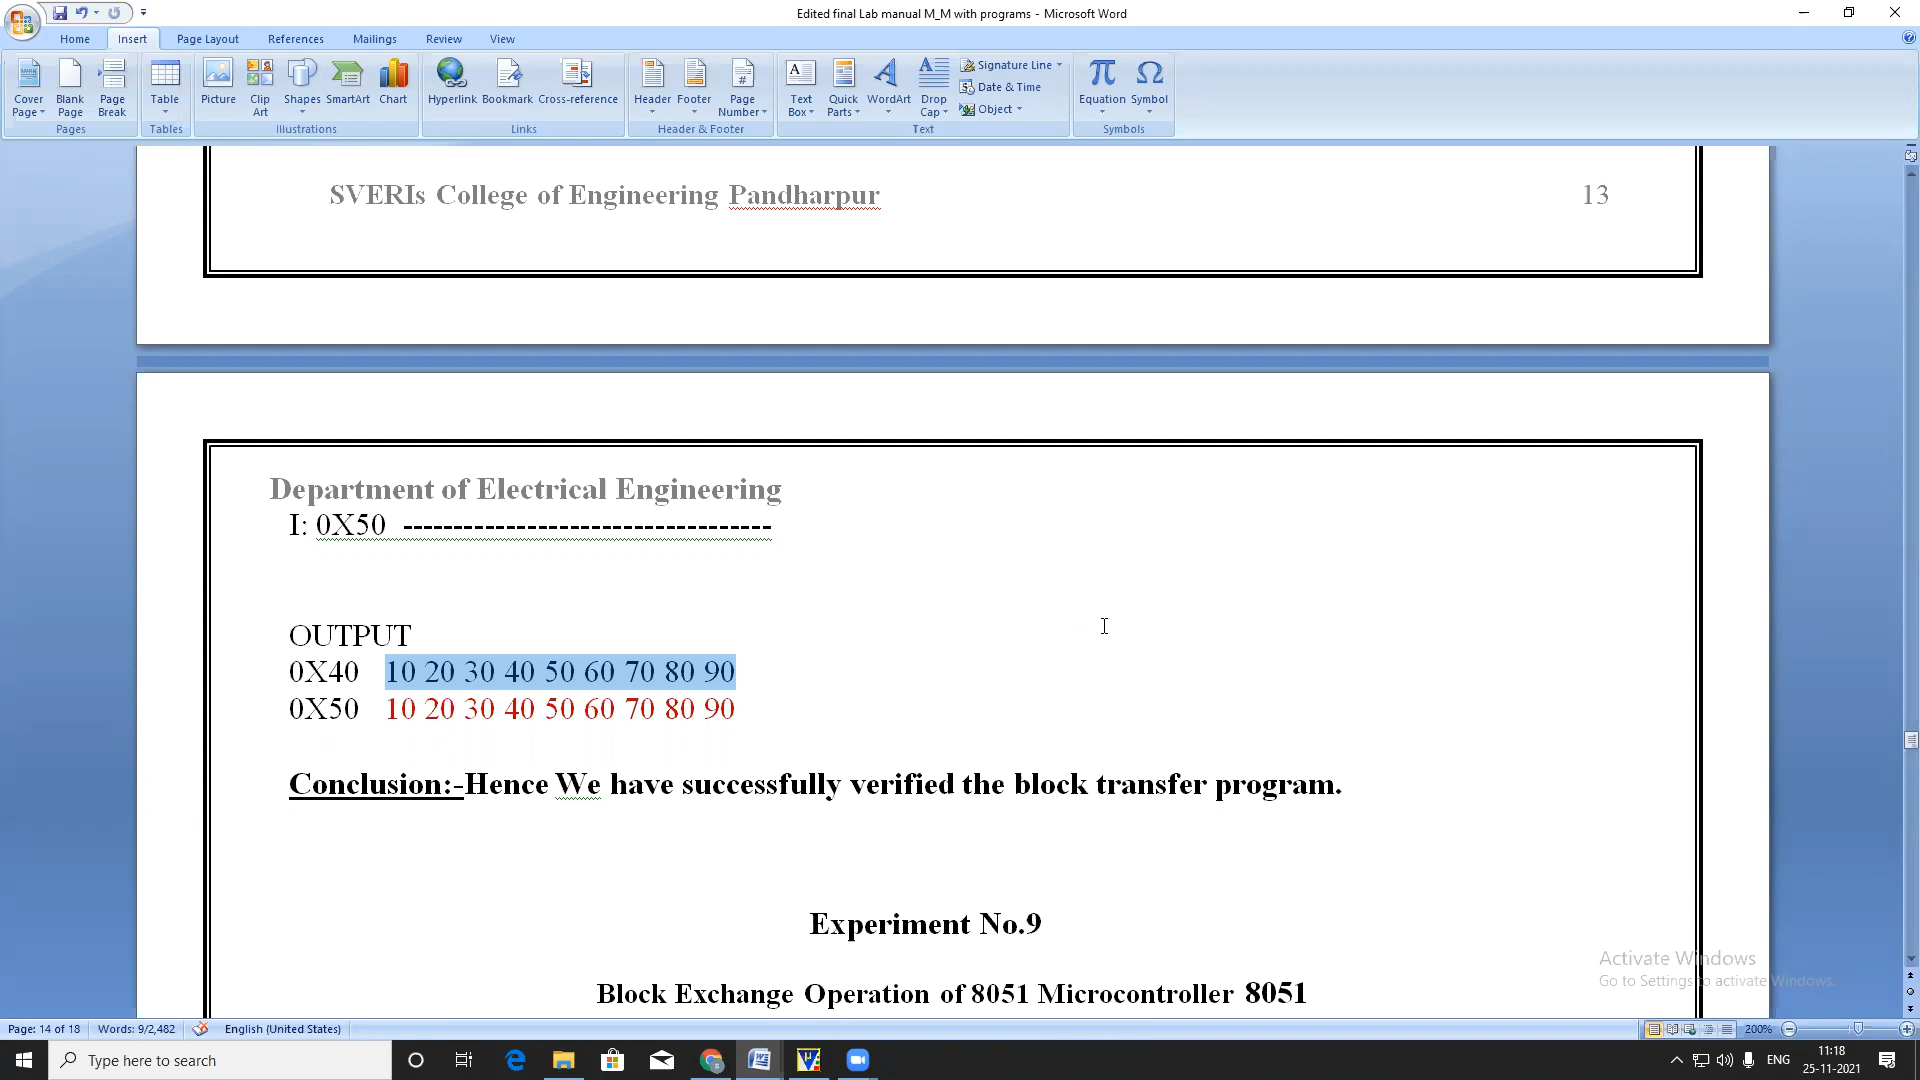 Edited final Lab manual M_M with programs - Microsoft Word
Home Insert Page Layout References Mailings Review View
Cover Page Blank Page Page Break
Pages
Table
Tables
Picture Clip Art Shapes SmartArt Chart
Illustrations
Hyperlink Bookmark Cross-reference
Links
Header Footer Page Number
Header & Footer
Text Box Quick Parts WordArt Drop Cap
Signature Line
Date & Time
Object
Text
Equation Symbol
Symbols
SVERIs College of Engineering Pandharpur 13
Department of Electrical Engineering
I: 0X50 -----------------------------------
OUTPUT
0X40 10 20 30 40 50 60 70 80 90
0X50 10 20 30 40 50 60 70 80 90
Conclusion:-Hence We have successfully verified the block transfer program.
Experiment No.9
Block Exchange Operation of 8051 Microcontroller 8051
Activate Windows
Go to Settings to activate Windows.
Page: 14 of 18 Words: 9/2,482 English (United States) 200%
Type here to search
ENG
11:18
25-11-2021